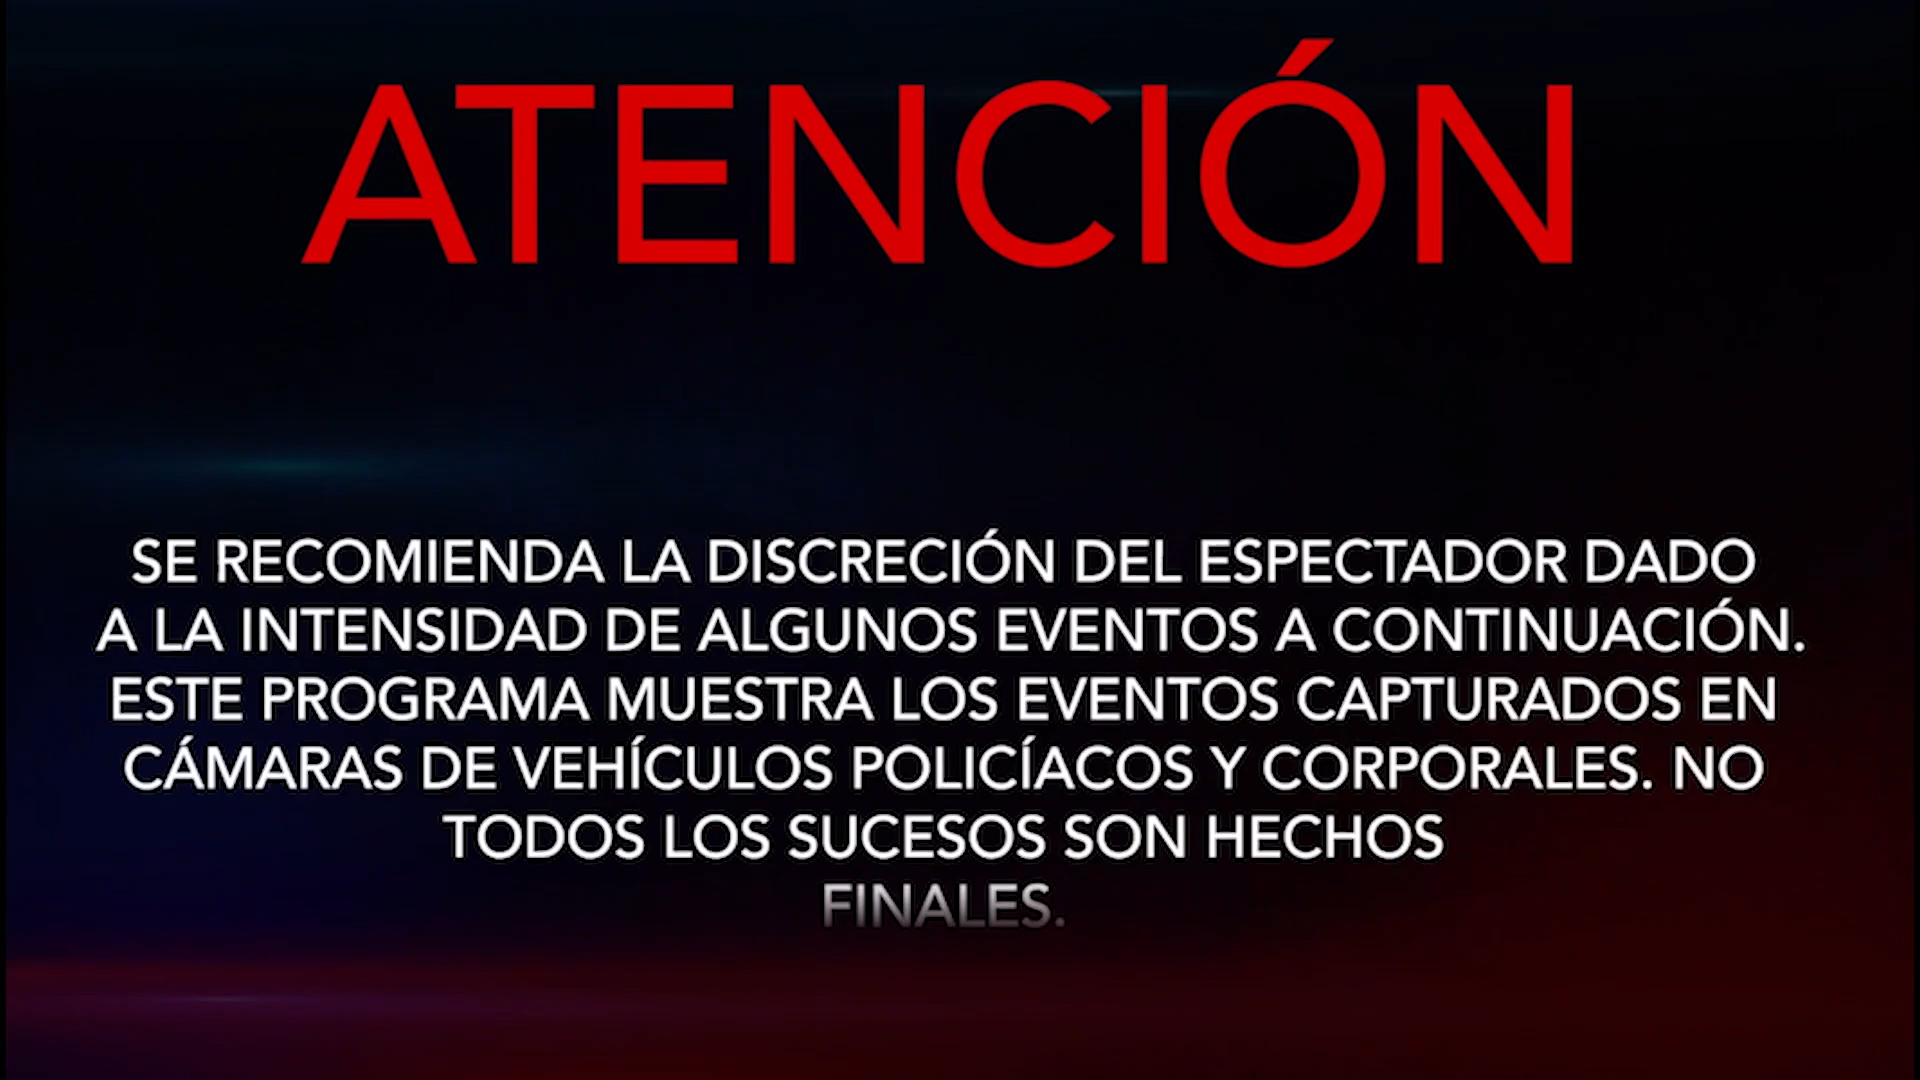 ATENCIÓN
SE RECOMIENDA LA DISCRECIÓN DEL ESPECTADOR DADO
A LA INTENSIDAD DE ALGUNOS EVENTOS A CONTINUACIÓN.
ESTE PROGRAMA MUESTRA LOS EVENTOS CAPTURADOS EN
CÁMARAS DE VEHÍCULOS POLICÍACOS Y CORPORALES. NO
TODOS LOS SUCESOS SON HECHOS
FINALES.